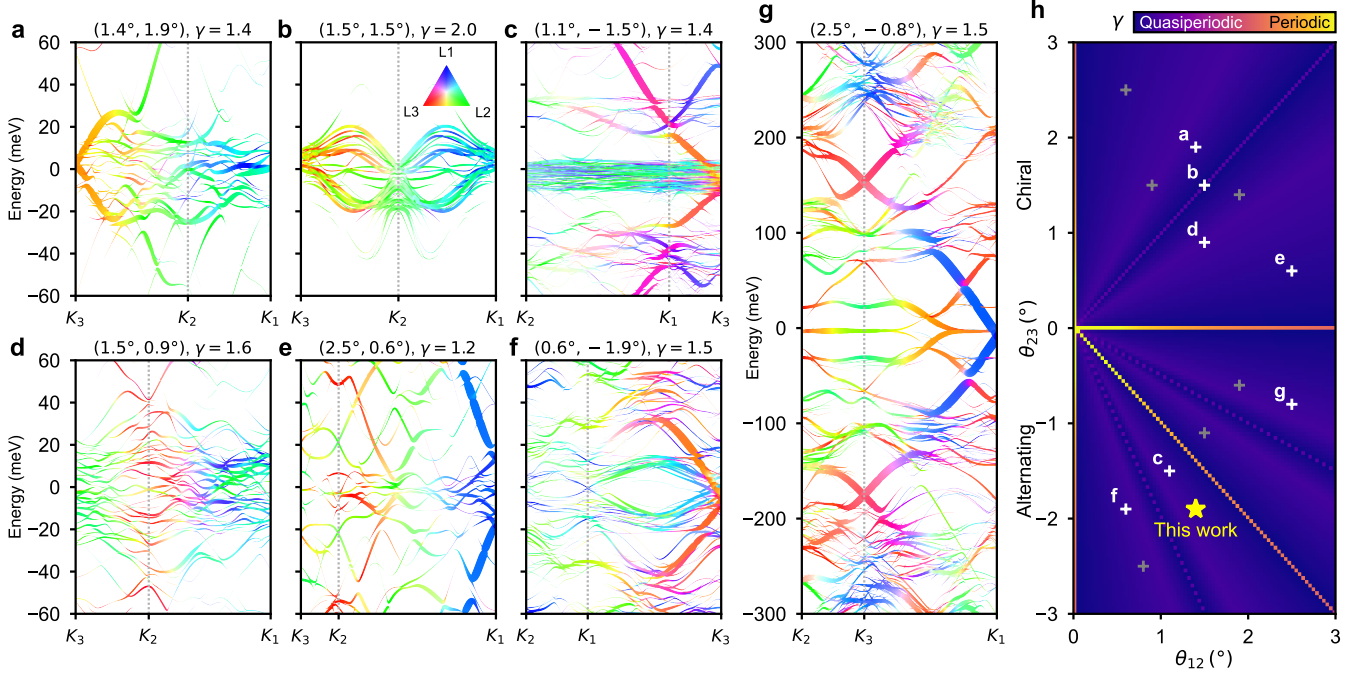 a (1.4°, 1.9°), γ = 1.4
60
40
20
0
−20
−40
−60
Energy (meV)
K3 K2 K1
b (1.5°, 1.5°), γ = 2.0
L1
L3 L2
K3 K2 K1
c (1.1°, −1.5°), γ = 1.4
K2 K1 K3
d (1.5°, 0.9°), γ = 1.6
60
40
20
0
−20
−40
−60
Energy (meV)
K3 K2 K1
e (2.5°, 0.6°), γ = 1.2
K3 K2 K1
f (0.6°, −1.9°), γ = 1.5
K2 K1 K3
g (2.5°, −0.8°), γ = 1.5
300
200
100
0
−100
−200
−300
Energy (meV)
K2 K3 K1
h γ Quasiperiodic Periodic
3
2
1
0
−1
−2
−3
Chiral
θ23 (°)
Alternating
a
b
d
e
g
c
f
This work
0 1 2 3
θ12 (°)